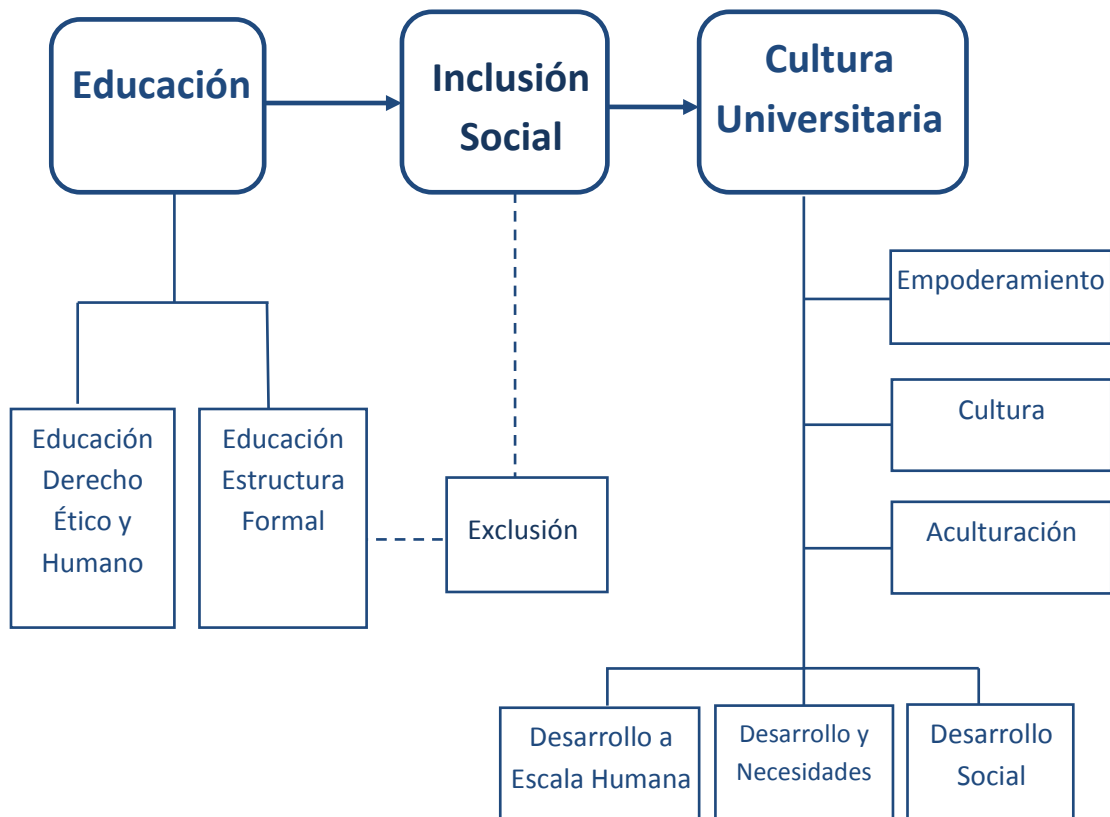 Educación
Inclusión
Social
Cultura
Universitaria
Empoderamiento
Cultura
Aculturación
Educación
Derecho
Ético y
Humano
Educación
Estructura
Formal
Exclusión
Desarrollo a
Escala Humana
Desarrollo y
Necesidades
Desarrollo
Social